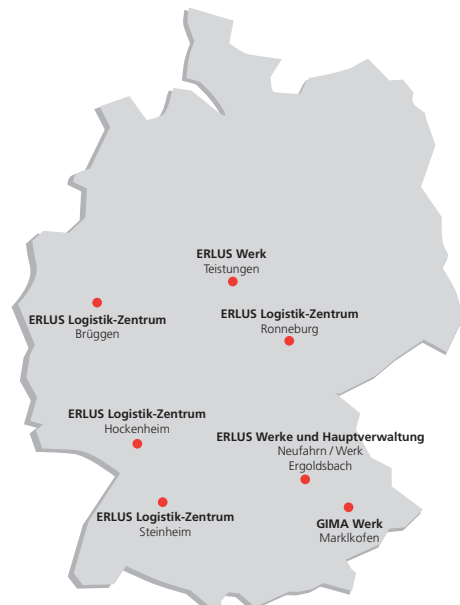 ERLUS Werk
Teistungen
ERLUS Logistik-Zentrum
Brüggen
ERLUS Logistik-Zentrum
Ronneburg
ERLUS Logistik-Zentrum
Hockenheim
ERLUS Werke und Hauptverwaltung
Neufahrn / Werk
Ergoldsbach
ERLUS Logistik-Zentrum
Steinheim
GIMA Werk
Marklkofen